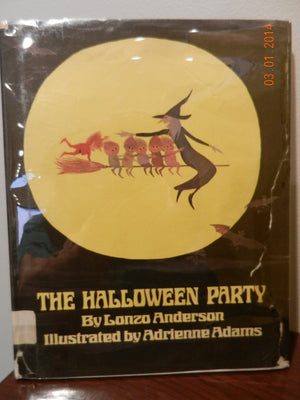 03.01 2014
THE HALLOWEEN PARTY
By Lonzo Anderson
Illustrated by Adrienne Adams